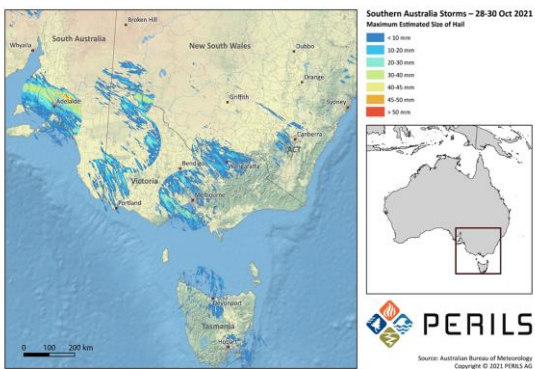 Southern Australia Storms – 28-30 Oct 2021
Maximum Estimated Size of Hail
< 10 mm
10-20 mm
20-30 mm
30-40 mm
40-45 mm
45-50 mm
> 50 mm
Broken Hill
South Australia
New South Wales
Whyalla
Dubbo
Orange
Adelaide
Griffith
Sydney
Canberra
ACT
Bendigo
Wangaratta
Victoria
Melbourne
Portland
Devonport
Tasmania
Hobart
0 100 200 km
PERILS
Source: Australian Bureau of Meteorology
Copyright © 2021 PERILS AG